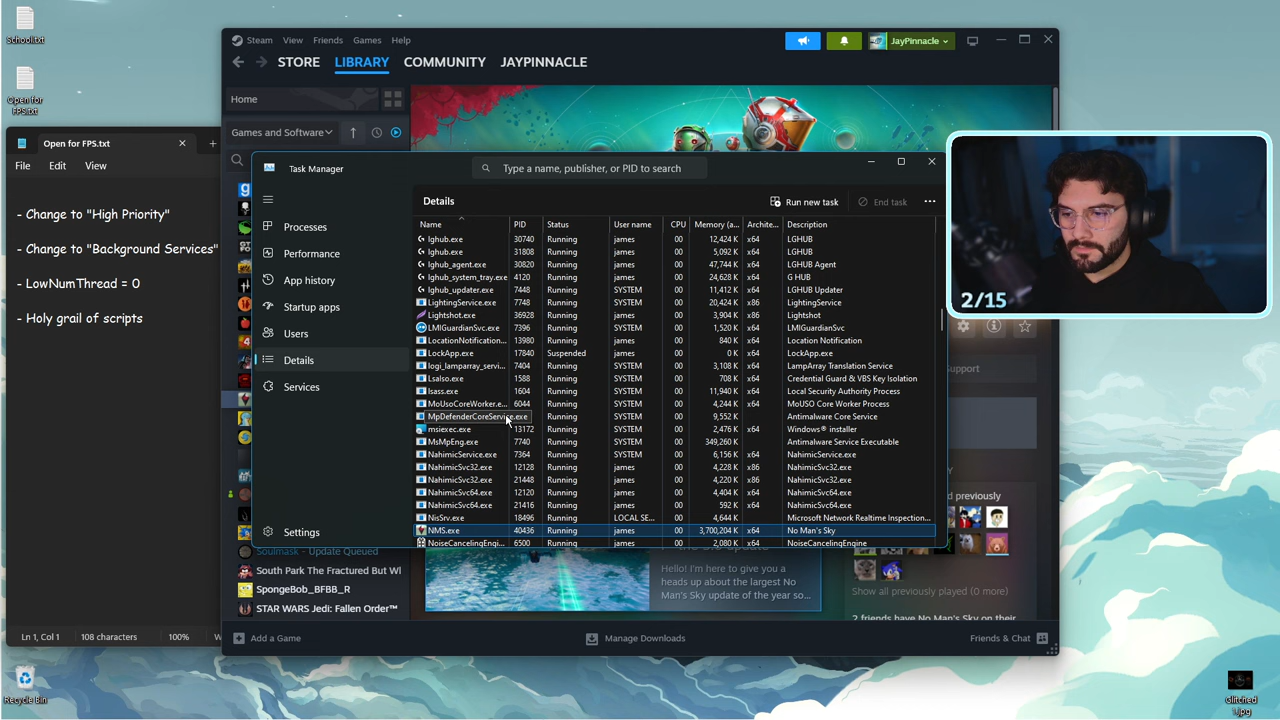 School.txt
Open for
FPS.txt
Steam View Friends Games Help
JayPinnacle
STORE LIBRARY COMMUNITY JAYPINNACLE
Home
Games and Software
Open for FPS.txt
File Edit View
- Change to "High Priority"
- Change to "Background Services"
- LowNumThread = 0
- Holy grail of scripts
Ln 1, Col 1 108 characters 100%
Task Manager
Type a name, publisher, or PID to search
Processes
Performance
App history
Startup apps
Users
Details
Services
Settings
Details
Run new task End task
Name PID Status User name CPU Memory (a... Archite... Description
lghub.exe 30740 Running james 00 12,424 K x64 LGHUB
lghub.exe 31808 Running james 00 5,092 K x64 LGHUB
lghub_agent.exe 30820 Running james 00 47,744 K x64 LGHUB Agent
lghub_system_tray.exe 4120 Running james 00 24,628 K x64 G HUB
lghub_updater.exe 7448 Running SYSTEM 00 11,412 K x64 LGHUB Updater
LightingService.exe 7748 Running SYSTEM 00 20,424 K x86 LightingService
Lightshot.exe 36928 Running james 00 3,904 K x86 Lightshot
LMIGuardianSvc.exe 7396 Running SYSTEM 00 1,520 K x64 LMIGuardianSvc
LocationNotification... 13980 Running james 00 840 K x64 Location Notification
LockApp.exe 17840 Suspended james 00 0 K x64 LockApp.exe
logi_lamparray_servi... 7404 Running SYSTEM 00 3,108 K x64 LampArray Translation Service
LsaIso.exe 1588 Running SYSTEM 00 708 K x64 Credential Guard & VBS Key Isolation
lsass.exe 1604 Running SYSTEM 00 11,940 K x64 Local Security Authority Process
MoUsoCoreWorker.e... 6044 Running SYSTEM 00 4,244 K x64 MoUSO Core Worker Process
MpDefenderCoreService.exe Running SYSTEM 00 9,552 K Antimalware Core Service
msiexec.exe 13172 Running SYSTEM 00 2,476 K x64 Windows® installer
MsMpEng.exe 7740 Running SYSTEM 00 349,260 K Antimalware Service Executable
NahimicService.exe 7364 Running SYSTEM 00 6,156 K x64 NahimicService.exe
NahimicSvc32.exe 12128 Running james 00 4,228 K x86 NahimicSvc32.exe
NahimicSvc32.exe 21448 Running james 00 4,220 K x86 NahimicSvc32.exe
NahimicSvc64.exe 12120 Running james 00 4,404 K x64 NahimicSvc64.exe
NahimicSvc64.exe 21416 Running james 00 592 K x64 NahimicSvc64.exe
NisSrv.exe 18496 Running LOCAL SE... 00 4,644 K Microsoft Network Realtime Inspection...
NMS.exe 40436 Running james 00 3,700,204 K x64 No Man's Sky
NoiseCancelingEngi... 6500 Running james 00 2,080 K x64 NoiseCancelingEngine
2/15
Support
d previously
Soulmask - Update Queued
South Park The Fractured But Wl
SpongeBob_BFBB_R
STAR WARS Jedi: Fallen Order™
Hello! I'm here to give you a
heads up about the largest No
Man's Sky update of the year so...
Show all previously played (0 more)
2 friends have No Man's Sky on their
Add a Game Manage Downloads Friends & Chat
Recycle Bin
Glitched
1.jpg